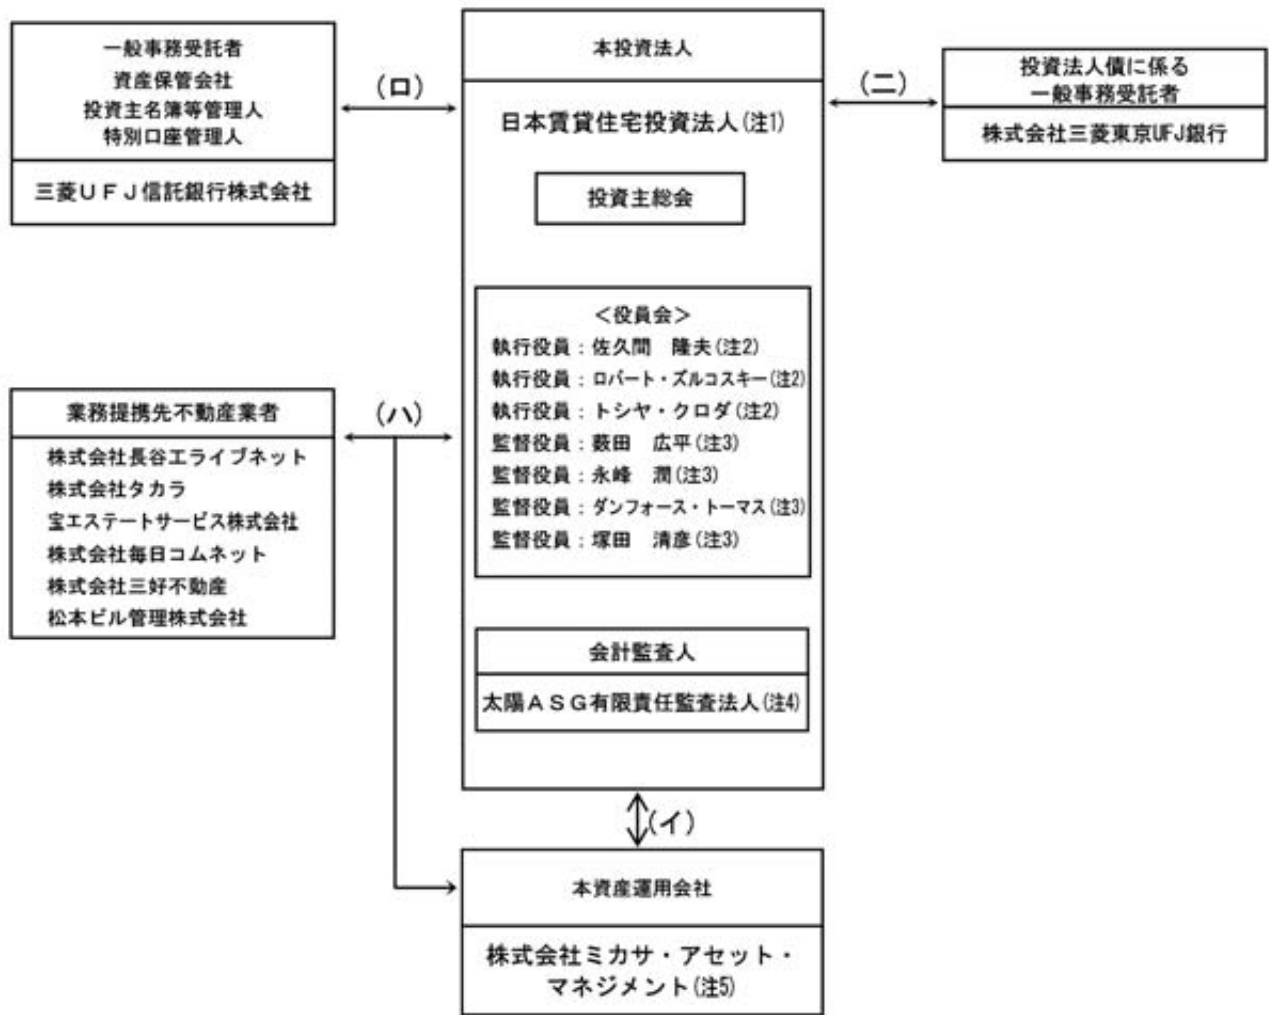 一般事務受託者
資産保管会社
投資主名簿等管理人
特別口座管理人
三菱UFJ信託銀行株式会社
(ロ)
本投資法人
日本賃貸住宅投資法人(注1)
投資主総会
(ニ)
投資法人債に係る
一般事務受託者
株式会社三菱東京UFJ銀行
<役員会>
執行役員:佐久間 隆夫(注2)
執行役員:ロバート・ズルコスキー(注2)
執行役員:トシヤ・クロダ(注2)
監督役員:薮田 広平(注3)
監督役員:永峰 潤(注3)
監督役員:ダンフォース・トーマス(注3)
監督役員:塚田 清彦(注3)
(ハ)
業務提携先不動産業者
株式会社長谷工ライブネット
株式会社タカラ
宝エステートサービス株式会社
株式会社毎日コムネット
株式会社三好不動産
松本ビル管理株式会社
会計監査人
太陽ASG有限責任監査法人(注4)
(イ)
本資産運用会社
株式会社ミカサ・アセット・
マネジメント(注5)